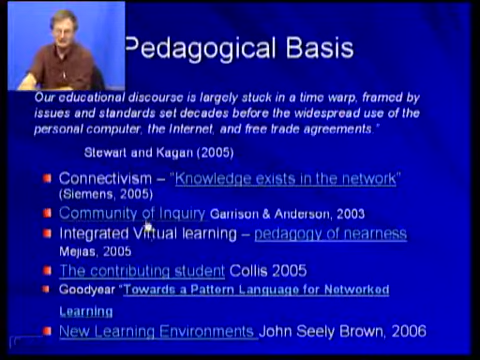 Pedagogical Basis
Our educational discourse is largely stuck in a time warp, framed by
issues and standards set decades before the widespread use of the
personal computer, the Internet, and free trade agreements."
Stewart and Kagan (2005)
Connectivism – "Knowledge exists in the network"
(Siemens, 2005)
Community of Inquiry Garrison & Anderson, 2003
Integrated Virtual learning – pedagogy of nearness
Mejias, 2005
The contributing student Collis 2005
Goodyear "Towards a Pattern Language for Networked
Learning
New Learning Environments John Seely Brown, 2006